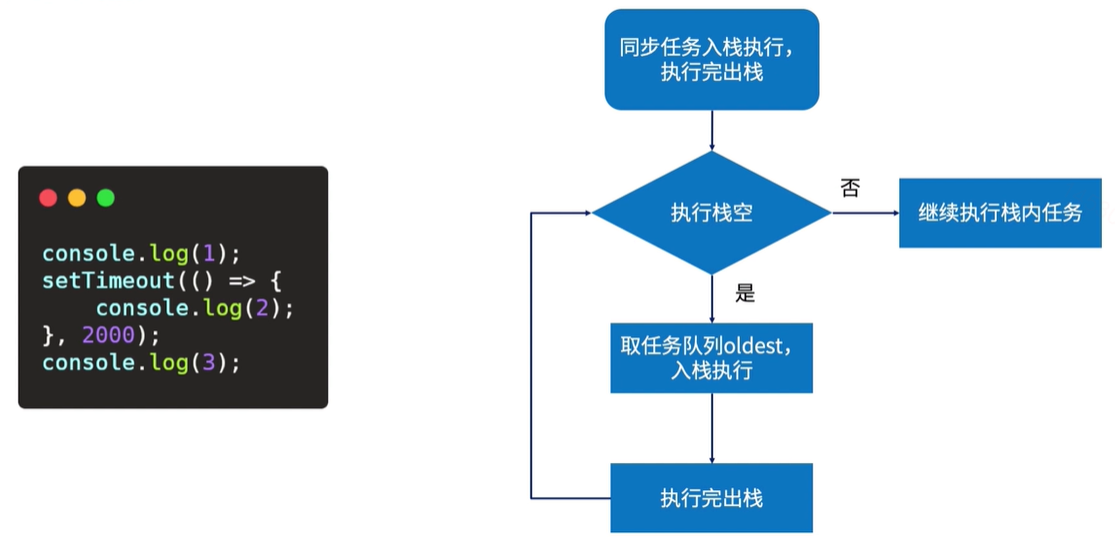 console.log(1);
setTimeout(() => {
    console.log(2);
}, 2000);
console.log(3);
同步任务入栈执行，
执行完出栈
执行栈空
否
继续执行栈内任务
是
取任务队列oldest，
入栈执行
执行完出栈